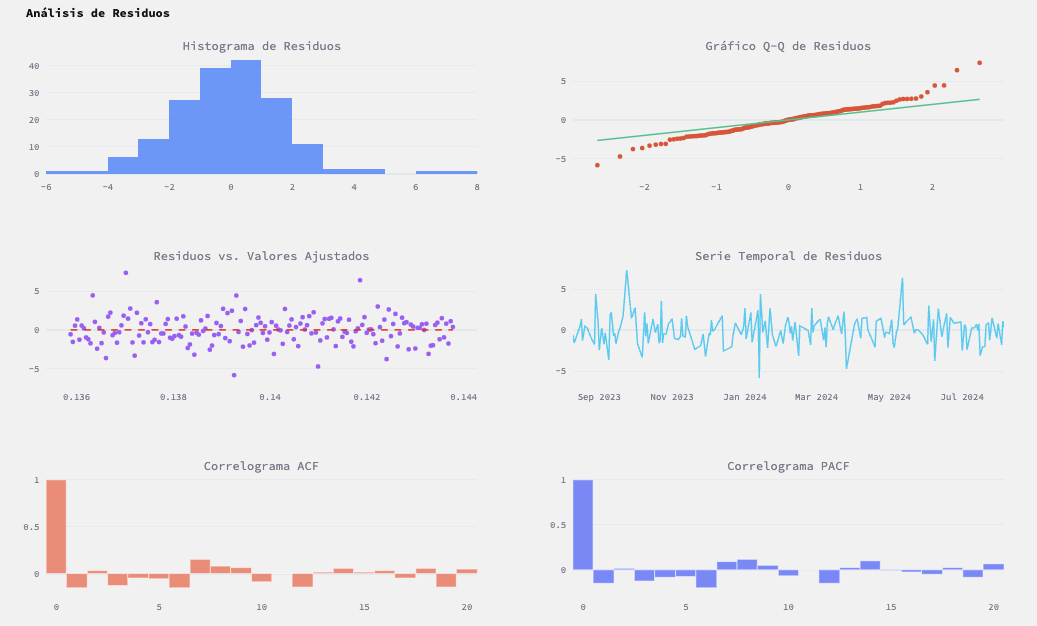 Análisis de Residuos
Histograma de Residuos
40
30
20
10
0
−6 −4 −2 0 2 4 6 8
Gráfico Q-Q de Residuos
5
0
−5
−2 −1 0 1 2
Residuos vs. Valores Ajustados
5
0
−5
0.136 0.138 0.14 0.142 0.144
Serie Temporal de Residuos
5
0
−5
Sep 2023 Nov 2023 Jan 2024 Mar 2024 May 2024 Jul 2024
Correlograma ACF
1
0.5
0
0 5 10 15 20
Correlograma PACF
1
0.5
0
0 5 10 15 20